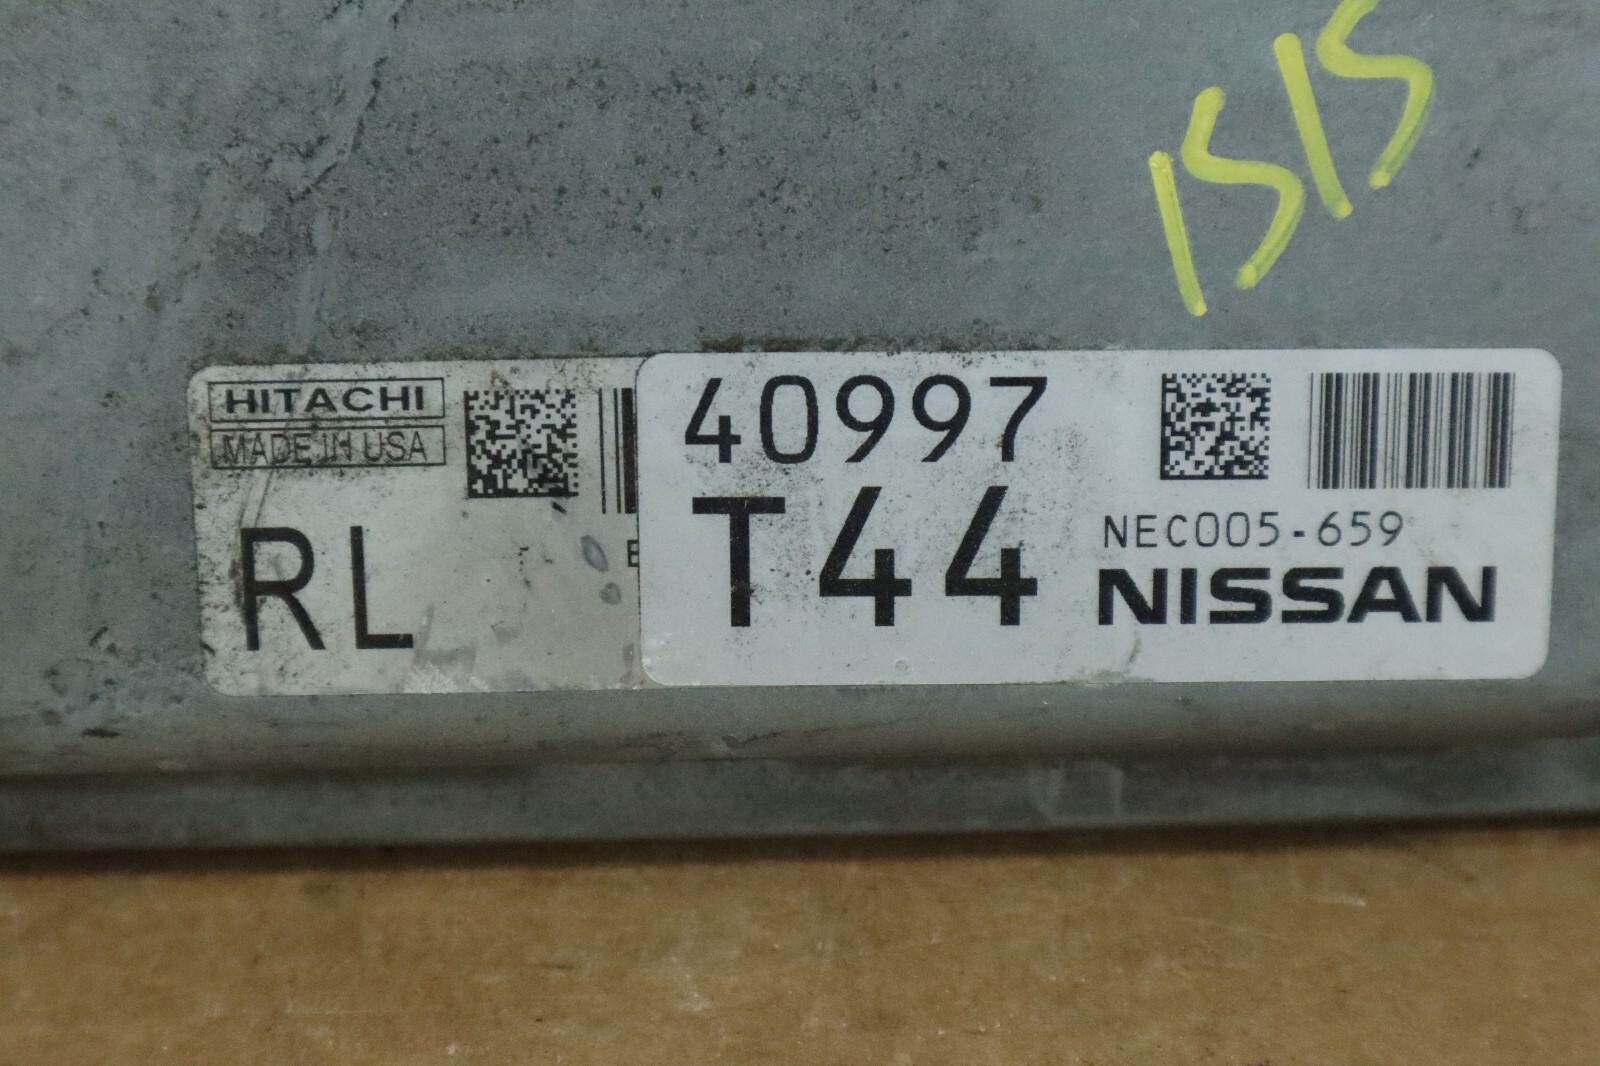 1515
HITACHI
MADE IN USA
RL
E
40997
T44
NEC005-659
NISSAN